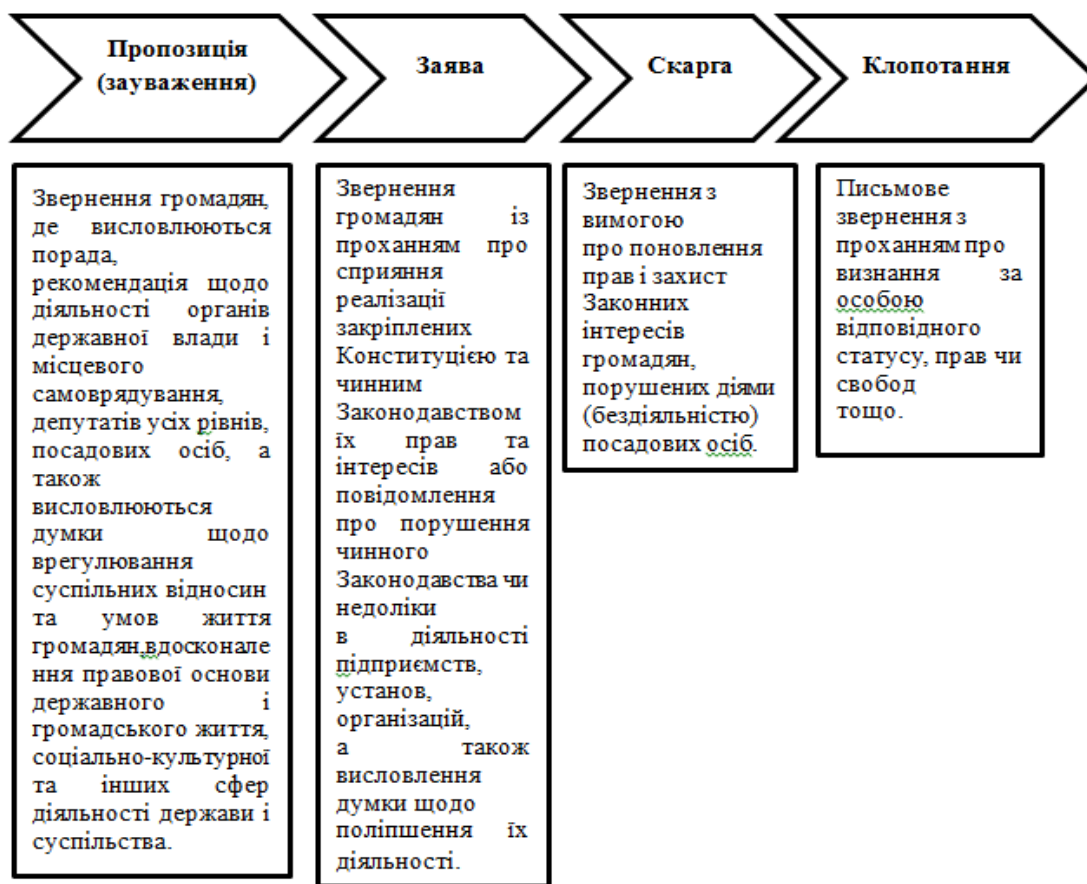 Пропозиція
(зауваження)
Заява
Скарга
Клопотання
Звернення громадян,
де висловлюються
порада,
рекомендація щодо
діяльності органів
державної влади і
місцевого
самоврядування,
депутатів усіх рівнів,
посадових осіб, а
також
висловлюються
думки щодо
врегулювання
суспільних відносин
та умов життя
громадян,вдосконале
ння правової основи
державного і
громадського життя,
соціально-культурної
та інших сфер
діяльності держави і
суспільства.
Звернення
громадян із
проханням про
сприяння
реалізації
закріплених
Конституцією та
чинним
Законодавством
їх прав та
інтересів або
повідомлення
про порушення
чинного
Законодавства чи
недоліки
в діяльності
підприємств,
установ,
організацій,
а також
висловлення
думки щодо
поліпшення їх
діяльності.
Звернення з
вимогою
про поновлення
прав і захист
Законних
інтересів
громадян,
порушених діями
(бездіяльністю)
посадових осіб.
Письмове
звернення з
проханням про
визнання за
особою
відповідного
статусу, прав чи
свобод
тощо.